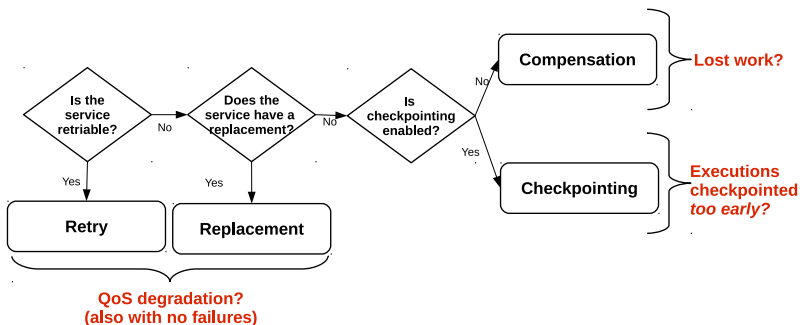 Is the
service
retriable?
No
Yes
Retry
Does the
service have a
replacement?
No
Yes
Replacement
QoS degradation?
(also with no failures)
Is
checkpointing
enabled?
No
Compensation
Lost work?
Yes
Checkpointing
Executions
checkpointed
too early?